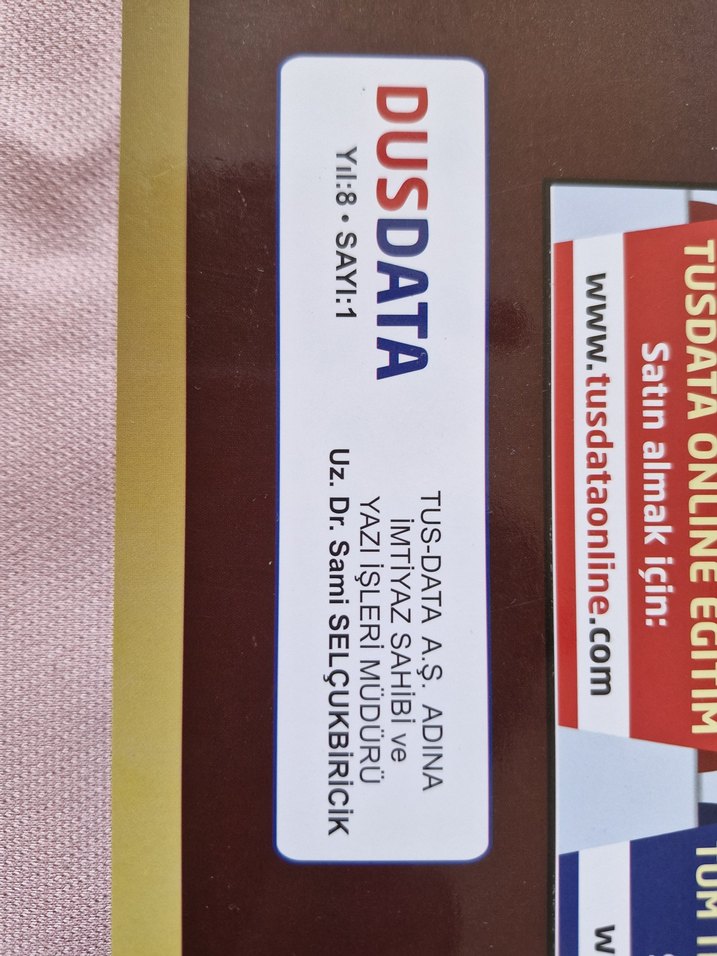 DUSDATA
Yıl:8 • SAYI:1
TUS-DATA A.Ş. ADINA
İMTİYAZ SAHİBİ ve
YAZI İŞLERİ MÜDÜRÜ
Uz. Dr. Sami SELÇUKBİRİCİK
TUSDATA ONLINE EĞİTİM
Satın almak için:
www.tusdataonline.com